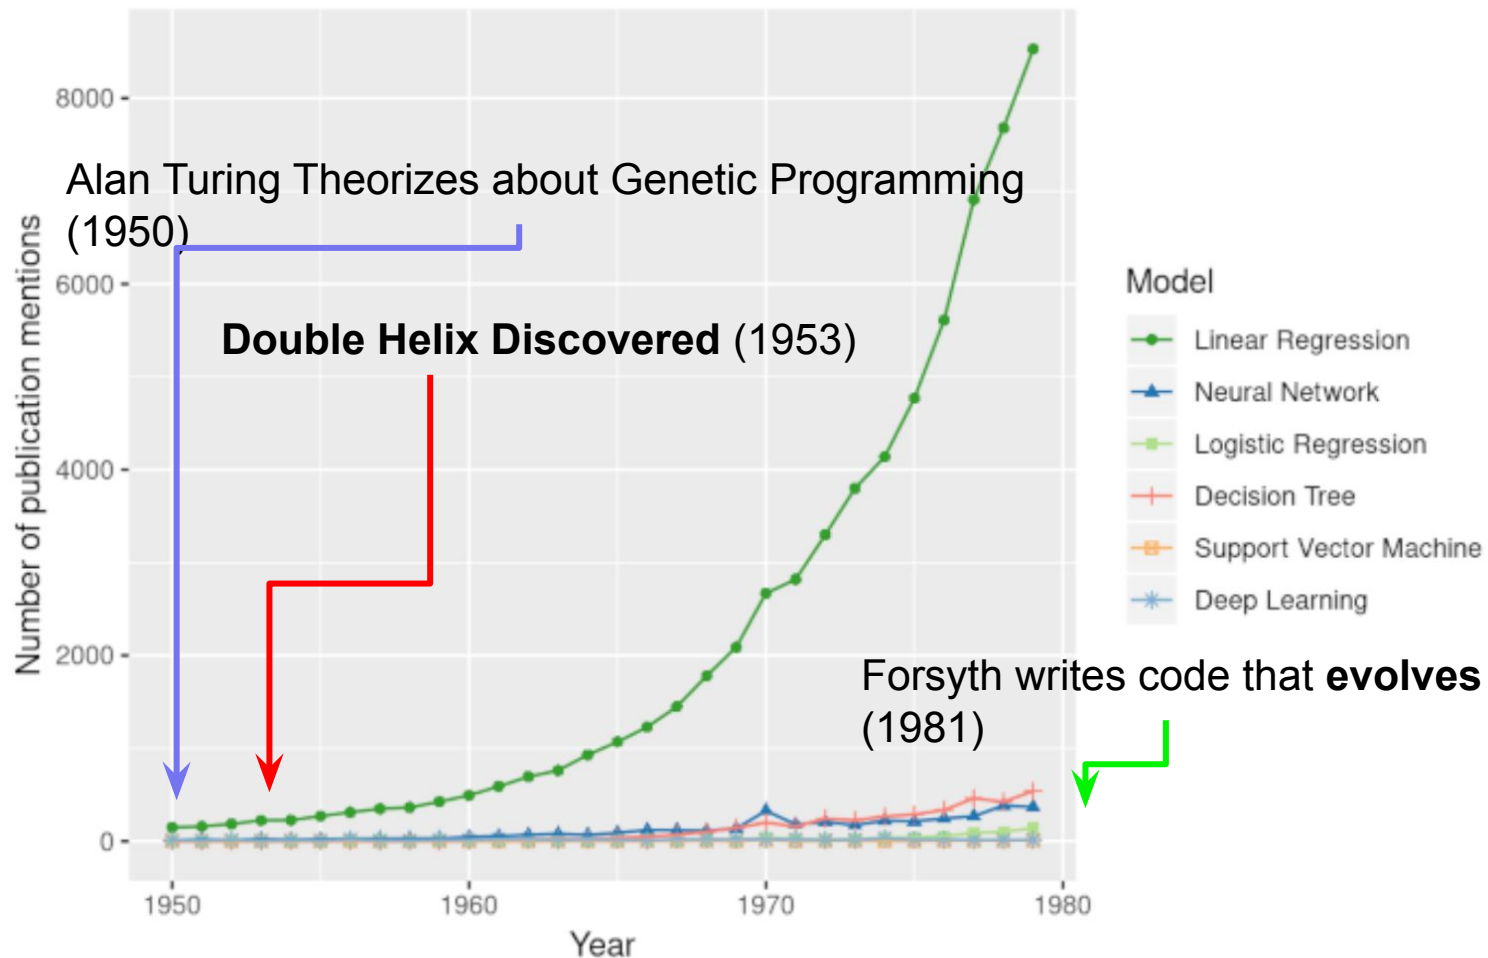 8000
Alan Turing Theorizes about Genetic Programming
(1950)
6000
Double Helix Discovered (1953)
4000
2000
0
Number of publication mentions
1950
1960
1970
1980
Year
Model
Linear Regression
Neural Network
Logistic Regression
Decision Tree
Support Vector Machine
Deep Learning
Forsyth writes code that evolves
(1981)